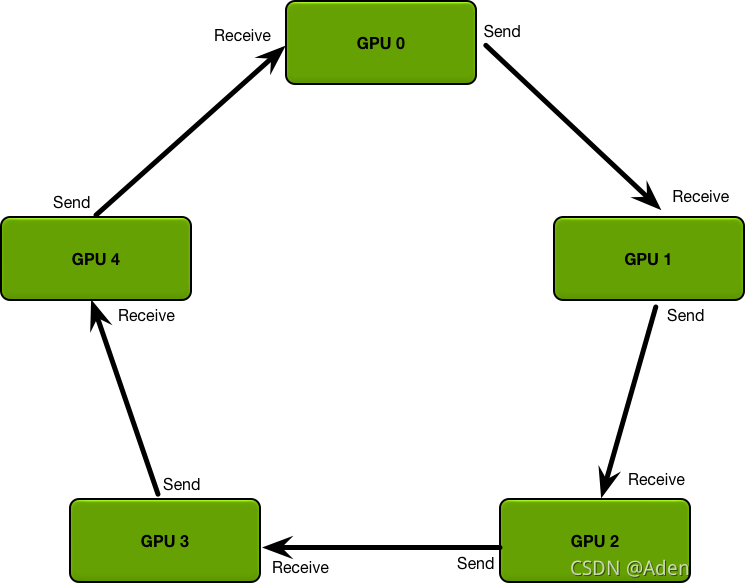 GPU 0
Receive
Send
Send
Receive
GPU 4
GPU 1
Receive
Send
Send
Receive
GPU 3
GPU 2
Receive
Send
CSDN @Aden